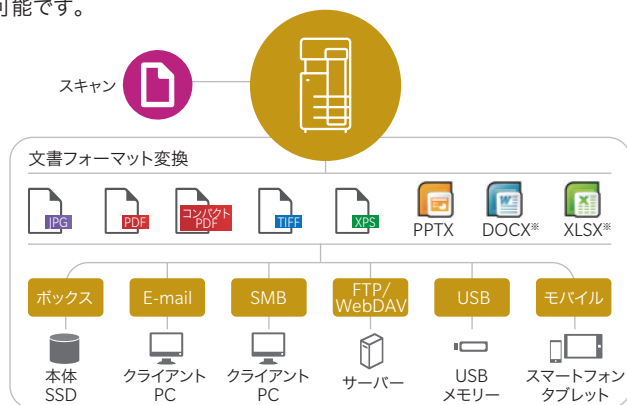 可能です。
スキャン
文書フォーマット変換
JPG
PDF
コンパクト
PDF
TIFF
XPS
PPTX
DOCX※
XLSX※
ボックス
E-mail
SMB
FTP/
WebDAV
USB
モバイル
本体
SSD
クライアント
PC
クライアント
PC
サーバー
USB
メモリー
スマートフォン
タブレット